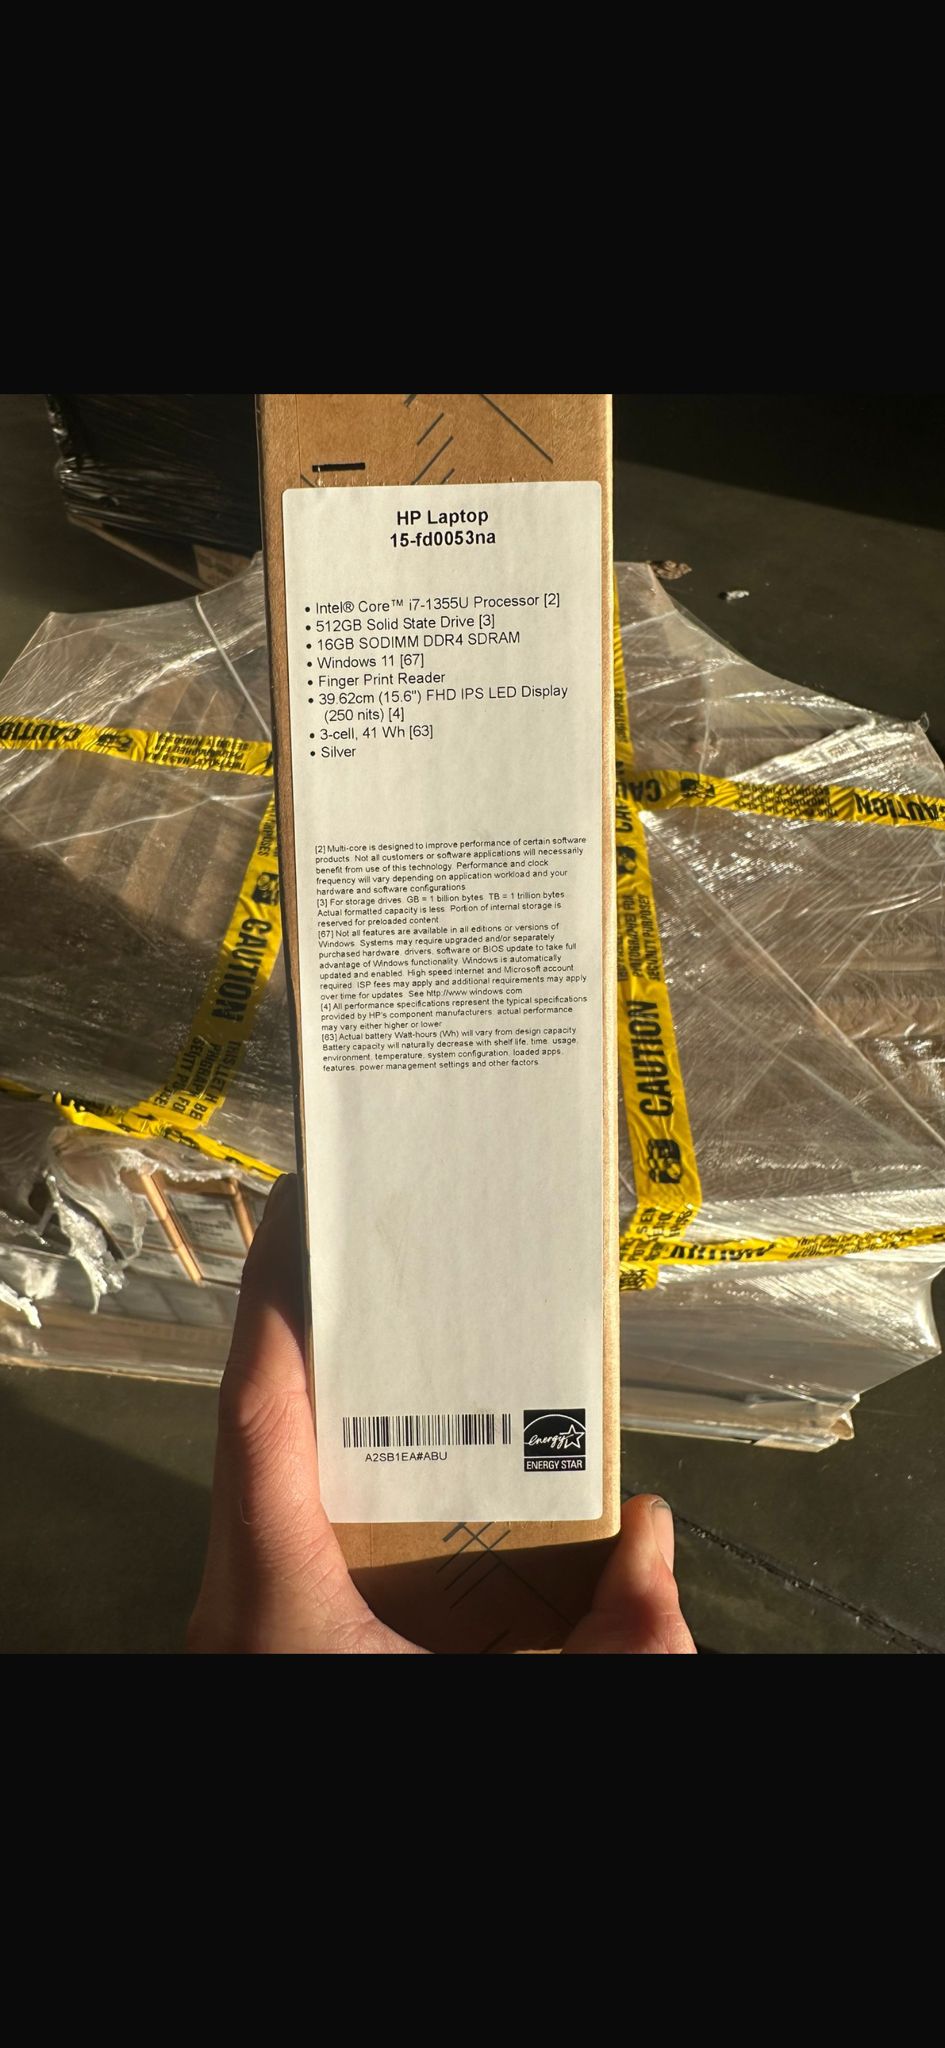 HP Laptop
15-fd0053na
• Intel® Core™ i7-1355U Processor [2]
• 512GB Solid State Drive [3]
• 16GB SODIMM DDR4 SDRAM
• Windows 11 [67]
• Finger Print Reader
• 39.62cm (15.6") FHD IPS LED Display
(250 nits) [4]
• 3-cell, 41 Wh [63]
• Silver
[2] Multi-core is designed to improve performance of certain software
products. Not all customers or software applications will necessarily
benefit from use of this technology. Performance and clock
frequency will vary depending on application workload and your
hardware and software configurations
[3] For storage drives, GB = 1 billion bytes. TB = 1 trillion bytes.
Actual formatted capacity is less. Portion of internal storage is
reserved for preloaded content
[67] Not all features are available in all editions or versions of
Windows. Systems may require upgraded and/or separately
purchased hardware, drivers, software or BIOS update to take full
advantage of Windows functionality. Windows is automatically
updated and enabled. High speed internet and Microsoft account
required. ISP fees may apply and additional requirements may apply
over time for updates. See http://www.windows.com
[4] All performance specifications represent the typical specifications
provided by HP's component manufacturers; actual performance
may vary either higher or lower
[63] Actual battery Watt-hours (Wh) will vary from design capacity.
Battery capacity will naturally decrease with shelf life, time, usage,
environment, temperature, system configuration, loaded apps,
features, power management settings and other factors.
A2SB1EA#ABU
energy
ENERGY STAR
CAUTION
CAUTION
CAUTION
CAUTION